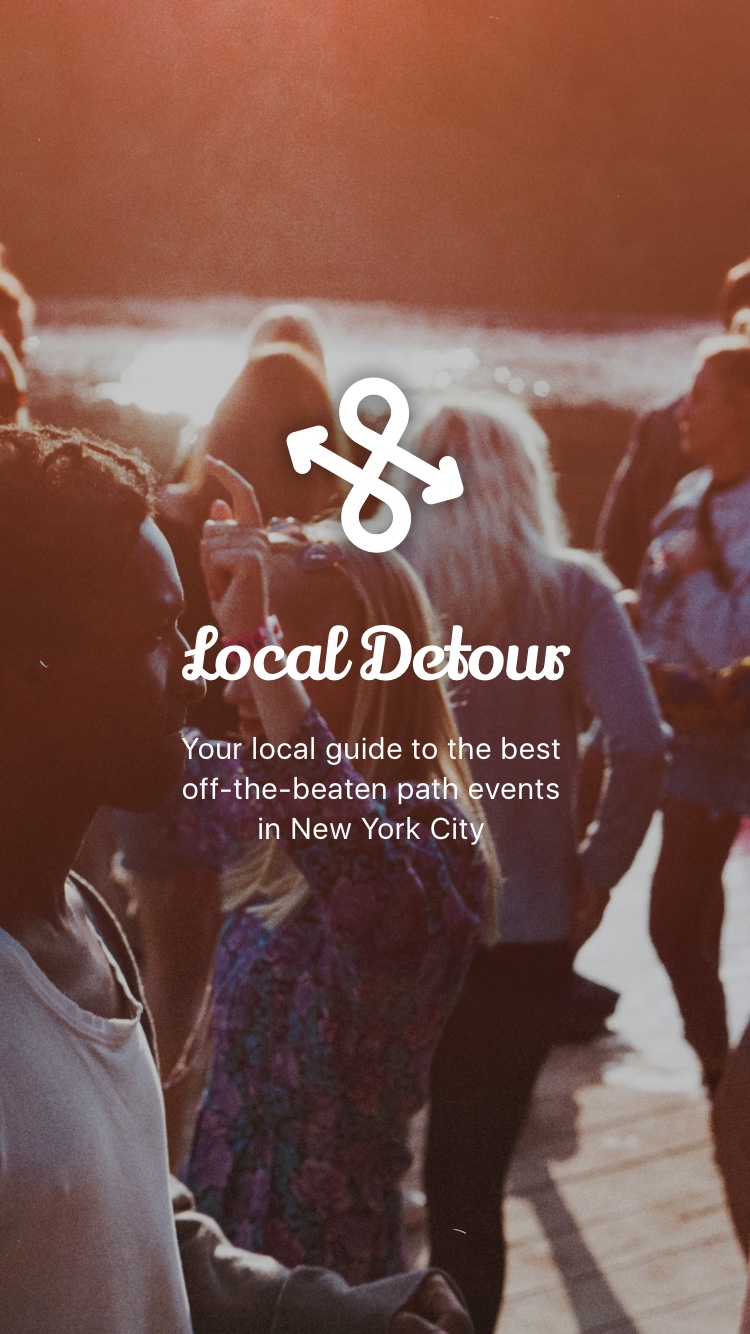 Local Detour
Your local guide to the best
off-the-beaten path events
in New York City